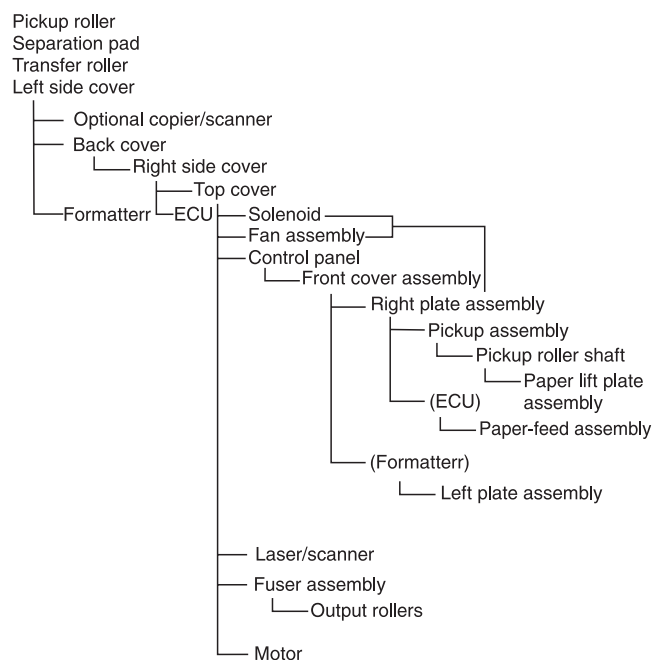 Pickup roller
Separation pad
Transfer roller
Left side cover
Optional copier/scanner
Back cover
Right side cover
Top cover
Formatterr ECU Solenoid
Fan assembly
Control panel
Front cover assembly
Right plate assembly
Pickup assembly
Pickup roller shaft
Paper lift plate
assembly
(ECU)
Paper-feed assembly
(Formatterr)
Left plate assembly
Laser/scanner
Fuser assembly
Output rollers
Motor